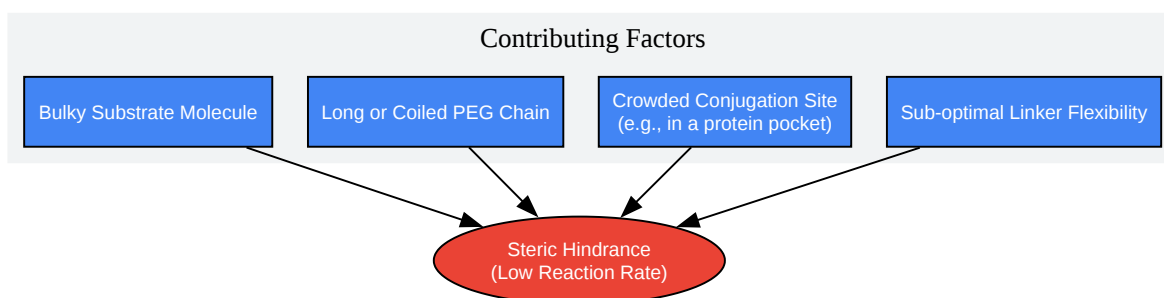 Contributing Factors
Bulky Substrate Molecule
Long or Coiled PEG Chain
Crowded Conjugation Site
(e.g., in a protein pocket)
Sub-optimal Linker Flexibility
Steric Hindrance
(Low Reaction Rate)